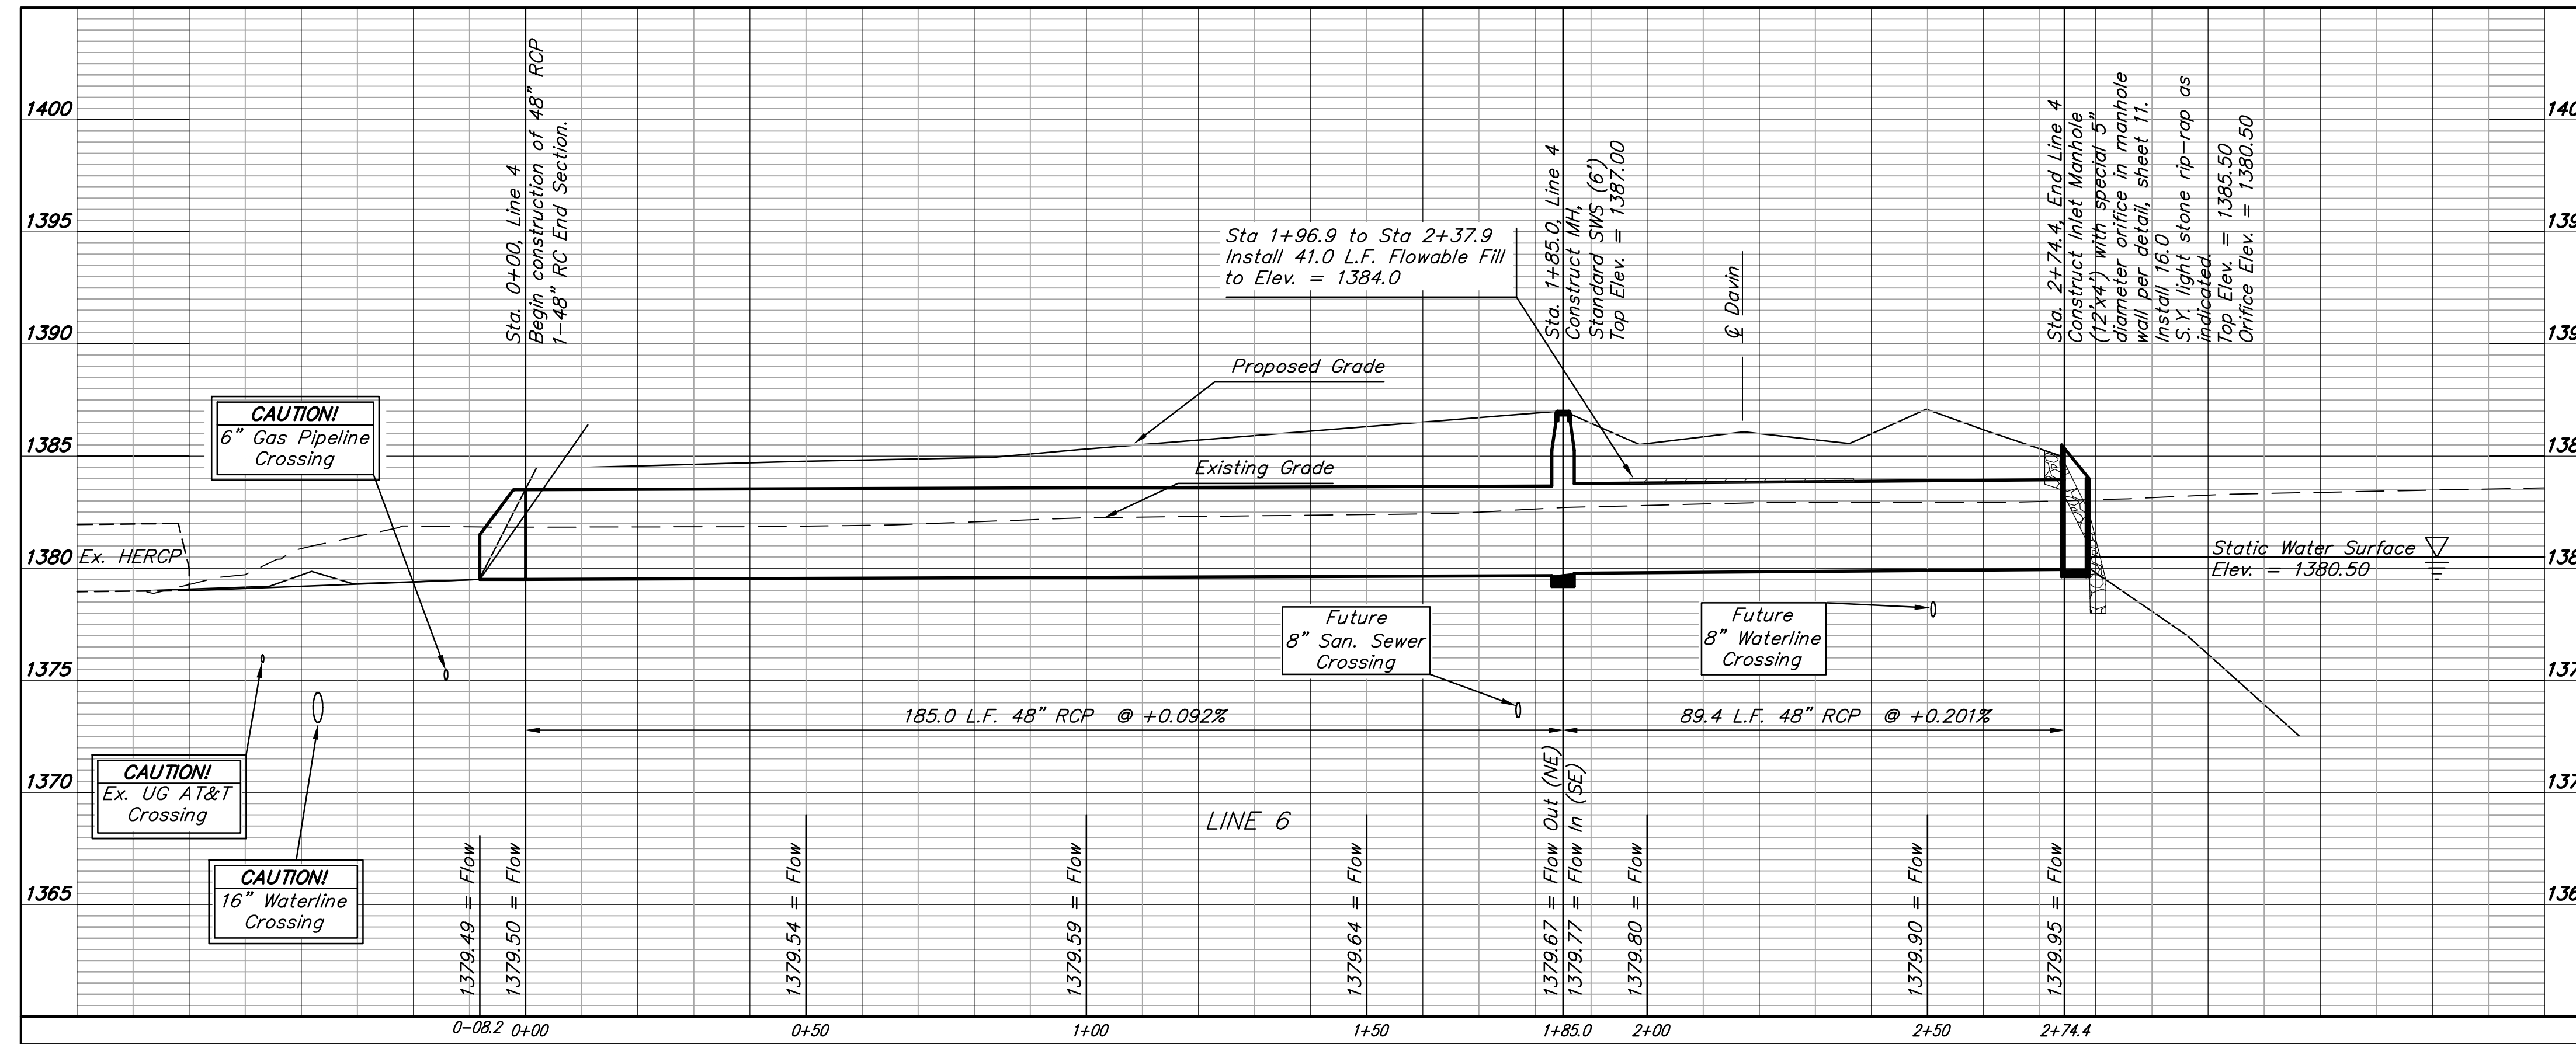 1400
1395
1390
1385
1380
1375
1370
1365
140
139
139
138
138
137
137
136
Sta. 0+00, Line 4
Begin construction of 48" RCP
1-48" RC End Section.
Sta 1+96.9 to Sta 2+37.9
Install 41.0 L.F. Flowable Fill
to Elev. = 1384.0
Sta. 1+85.0, Line 4
Construct MH,
Standard SWS (6')
Top Elev. = 1387.00
℄ Davin
Sta. 2+74.4, End Line 4
Construct Inlet Manhole
(12'x4') with special 5"
diameter orifice in manhole
wall per detail, sheet 11.
Install 16.0
S.Y. light stone rip-rap as
indicated.
Top Elev. = 1385.50
Orifice Elev. = 1380.50
Proposed Grade
Existing Grade
CAUTION!
6" Gas Pipeline
Crossing
Ex. HERCP
Static Water Surface
Elev. = 1380.50
Future
8" San. Sewer
Crossing
Future
8" Waterline
Crossing
185.0 L.F. 48" RCP @ +0.092%
89.4 L.F. 48" RCP @ +0.201%
CAUTION!
Ex. UG AT&T
Crossing
CAUTION!
16" Waterline
Crossing
LINE 6
1379.49 = Flow
1379.50 = Flow
1379.54 = Flow
1379.59 = Flow
1379.64 = Flow
1379.67 = Flow Out (NE)
1379.77 = Flow In (SE)
1379.80 = Flow
1379.90 = Flow
1379.95 = Flow
0-08.2
0+00
0+50
1+00
1+50
1+85.0
2+00
2+50
2+74.4